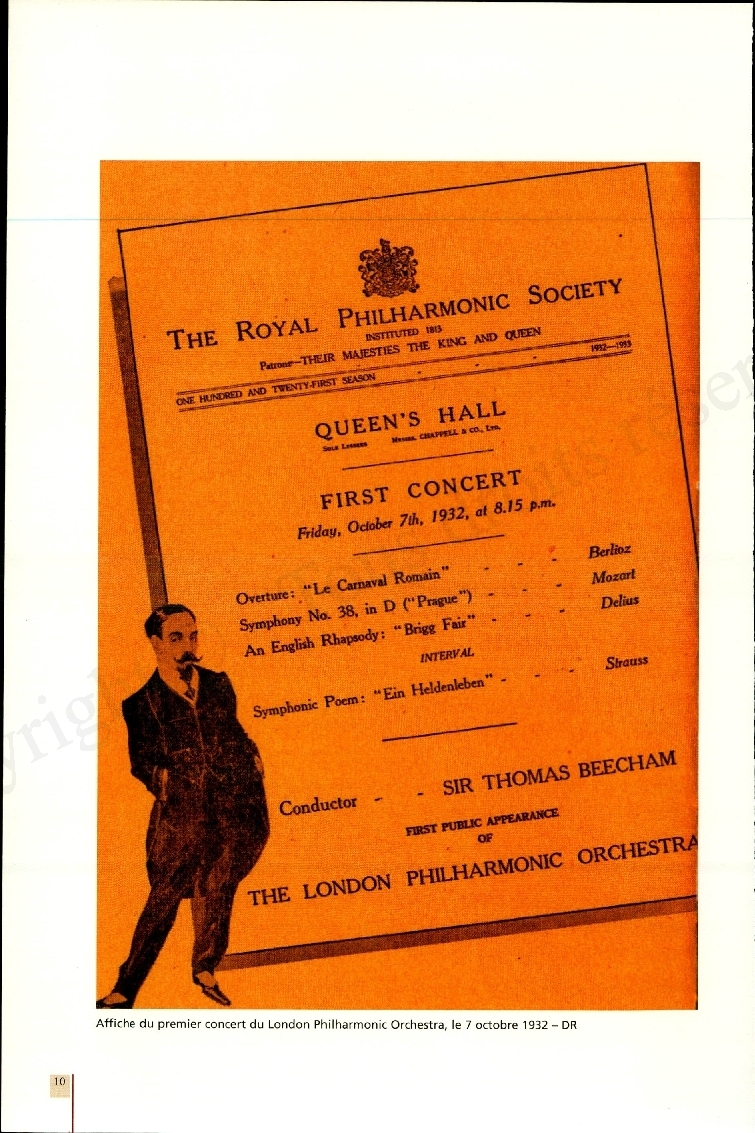 THE ROYAL PHILHARMONIC SOCIETY
INSTITUTED 1813
Patrons—THEIR MAJESTIES THE KING AND QUEEN
ONE HUNDRED AND TWENTY-FIRST SEASON - - - 1932—1933
QUEEN'S HALL
SOLE LESSEES MESSRS. CHAPPELL & CO., LTD.
FIRST CONCERT
Friday, October 7th, 1932, at 8.15 p.m.
Overture: "Le Carnaval Romain" - - - Berlioz
Symphony No. 38, in D ("Prague") - - - Mozart
An English Rhapsody: "Brigg Fair" - - - Delius
INTERVAL
Symphonic Poem: "Ein Heldenleben" - - - Strauss
Conductor - - SIR THOMAS BEECHAM
FIRST PUBLIC APPEARANCE
OF
THE LONDON PHILHARMONIC ORCHESTRA
Affiche du premier concert du London Philharmonic Orchestra, le 7 octobre 1932 – DR
10